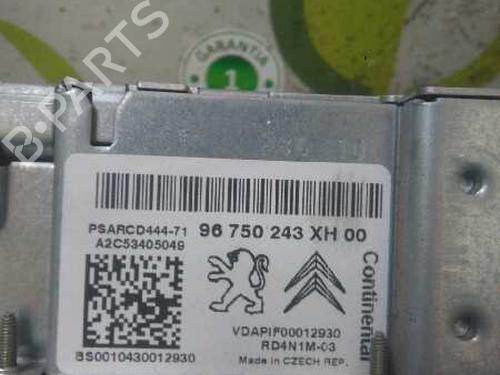 GARANTIA
1
B-PARTS
PSARCD444-71
96 750 243 XH 00
A2C53405049
Continental
VDAPIF00012930
RD4N1M-03
BS0010430012930
Made in CZECH REP.